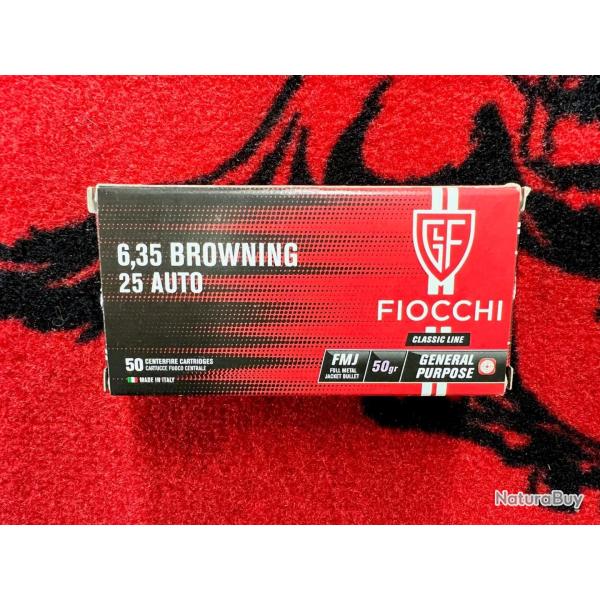 6,35 BROWNING
25 AUTO
GFL
FIOCCHI
CLASSIC LINE
50 CENTERFIRE CARTRIDGES
CARTUCCE FUOCO CENTRALE
MADE IN ITALY
FMJ
FULL METAL
JACKET BULLET
50gr
GENERAL
PURPOSE
NaturaBuy